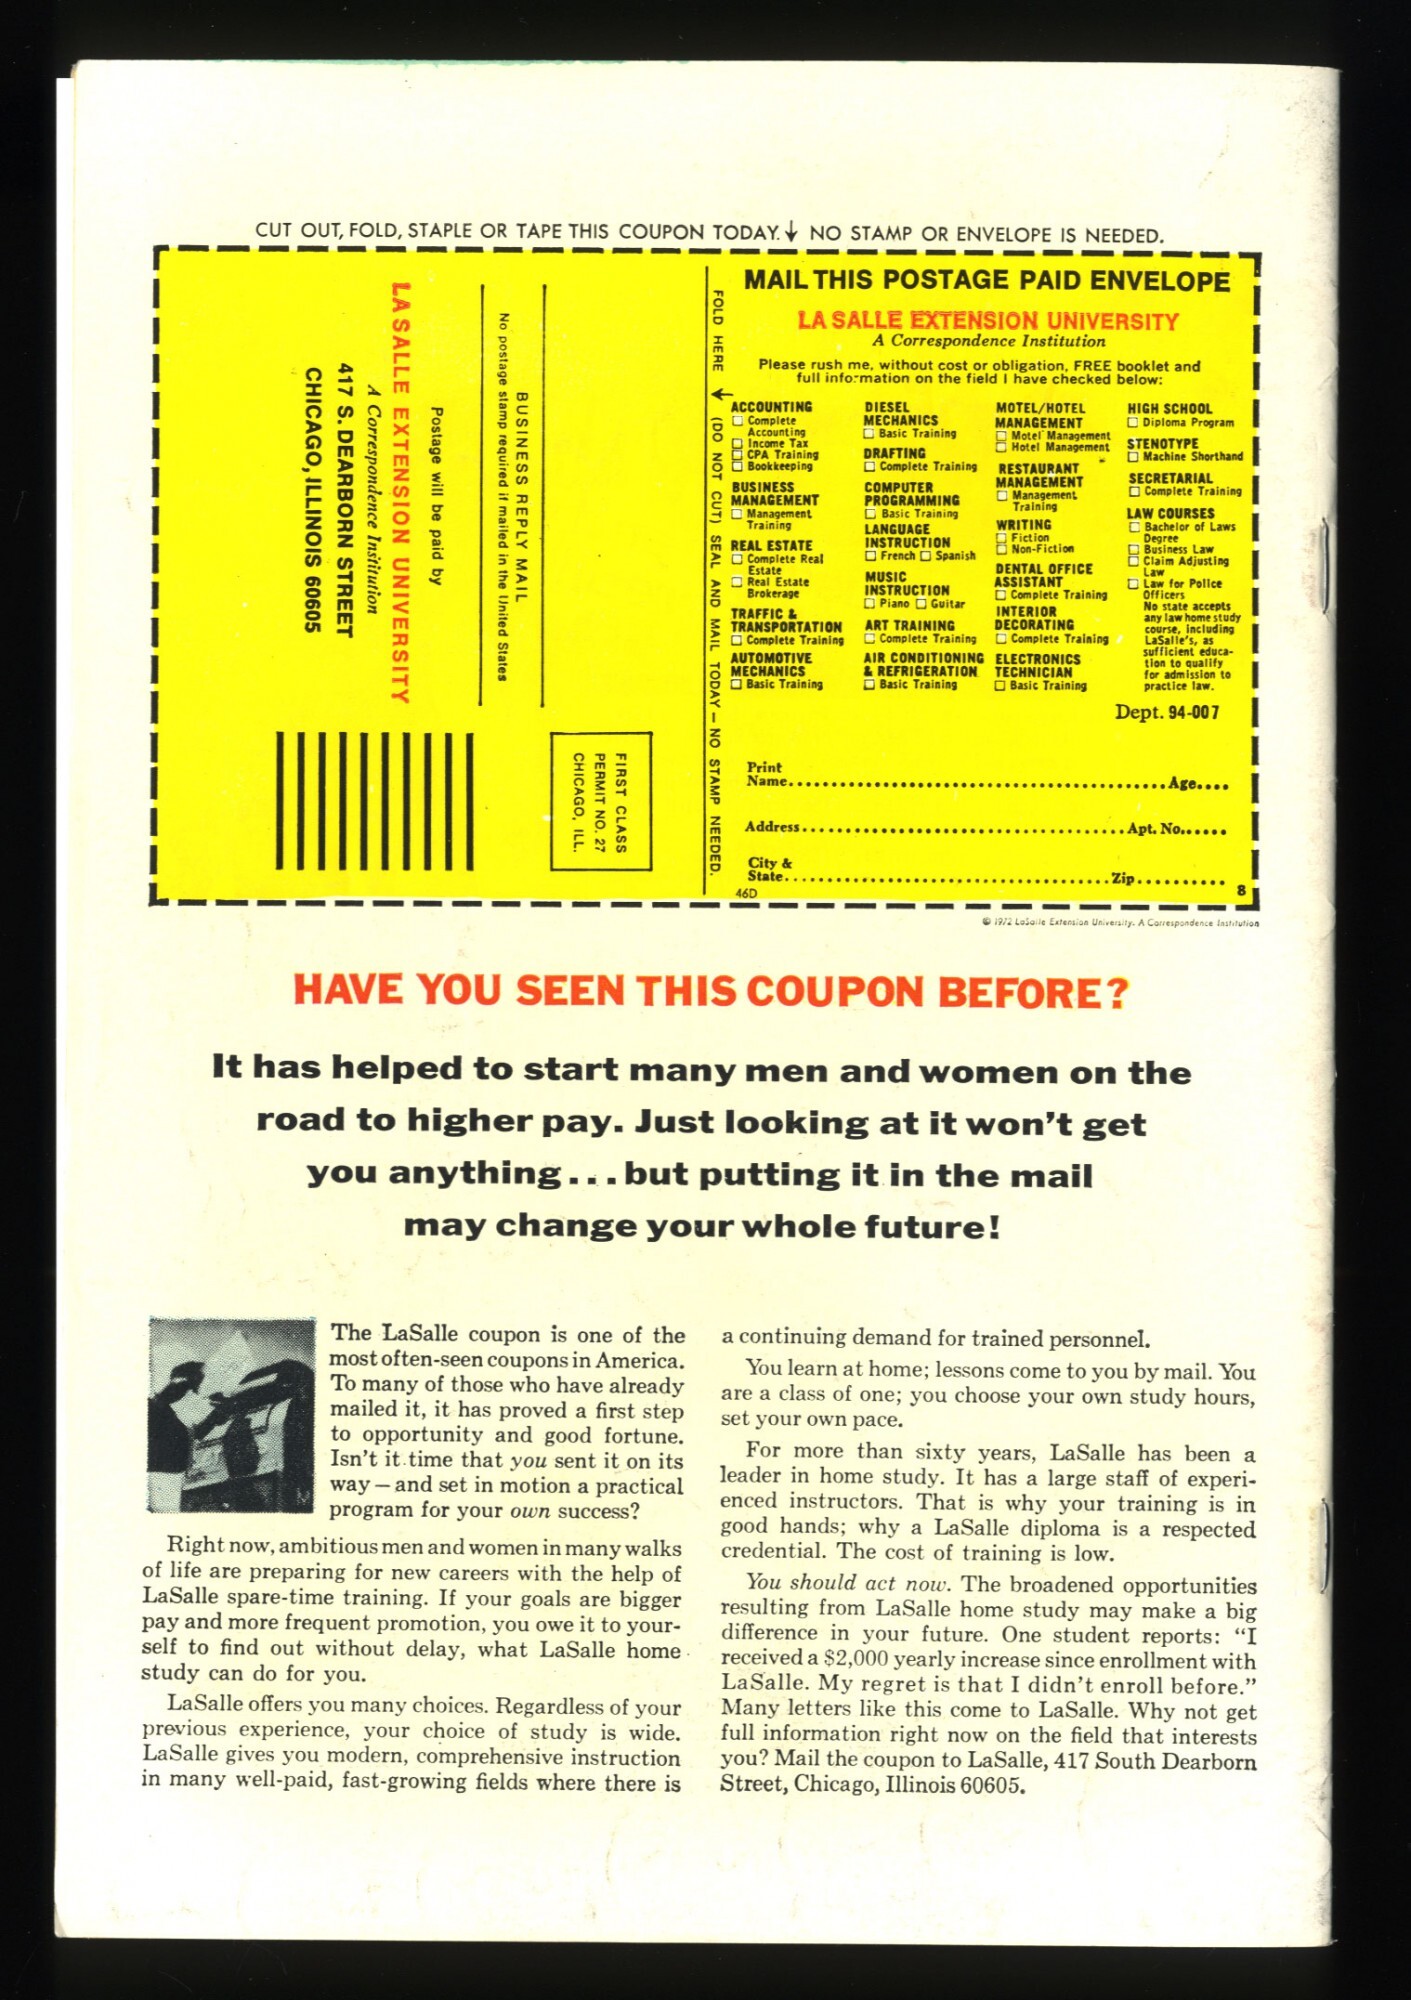 CUT OUT, FOLD, STAPLE OR TAPE THIS COUPON TODAY. NO STAMP OR ENVELOPE IS NEEDED.
FIRST CLASS
PERMIT NO. 27
CHICAGO, ILL.
BUSINESS REPLY MAIL
No postage stamp required if mailed in the United States
Postage will be paid by
LA SALLE EXTENSION UNIVERSITY
A Correspondence Institution
417 S. DEARBORN STREET
CHICAGO, ILLINOIS 60605
FOLD HERE (DO NOT CUT) SEAL AND MAIL TODAY — NO STAMP NEEDED.
MAIL THIS POSTAGE PAID ENVELOPE
LA SALLE EXTENSION UNIVERSITY
A Correspondence Institution
Please rush me, without cost or obligation, FREE booklet and
full information on the field I have checked below:
ACCOUNTING
Complete
Accounting
Income Tax
CPA Training
Bookkeeping
BUSINESS
MANAGEMENT
Management
Training
REAL ESTATE
Complete Real
Estate
Real Estate
Brokerage
TRAFFIC &
TRANSPORTATION
Complete Training
AUTOMOTIVE
MECHANICS
Basic Training
DIESEL
MECHANICS
Basic Training
DRAFTING
Complete Training
COMPUTER
PROGRAMMING
Basic Training
LANGUAGE
INSTRUCTION
French Spanish
MUSIC
INSTRUCTION
Piano Guitar
ART TRAINING
Complete Training
AIR CONDITIONING
& REFRIGERATION
Basic Training
MOTEL/HOTEL
MANAGEMENT
Motel Management
Hotel Management
RESTAURANT
MANAGEMENT
Management
Training
WRITING
Fiction
Non-Fiction
DENTAL OFFICE
ASSISTANT
Complete Training
INTERIOR
DECORATING
Complete Training
ELECTRONICS
TECHNICIAN
Basic Training
HIGH SCHOOL
Diploma Program
STENOTYPE
Machine Shorthand
SECRETARIAL
Complete Training
LAW COURSES
Bachelor of Laws
Degree
Business Law
Claim Adjusting
Law
Law for Police
Officers
No state accepts
any law home study
course, including
LaSalle's, as
sufficient educa-
tion to qualify
for admission to
practice law.
Dept. 94-007
Print
Name Age
Address Apt. No.
City &
State Zip
46D 8
© 1972 LaSalle Extension University. A Correspondence Institution
HAVE YOU SEEN THIS COUPON BEFORE?
It has helped to start many men and women on the
road to higher pay. Just looking at it won't get
you anything...but putting it in the mail
may change your whole future!
The LaSalle coupon is one of the
most often-seen coupons in America.
To many of those who have already
mailed it, it has proved a first step
to opportunity and good fortune.
Isn't it time that you sent it on its
way—and set in motion a practical
program for your own success?
Right now, ambitious men and women in many walks
of life are preparing for new careers with the help of
LaSalle spare-time training. If your goals are bigger
pay and more frequent promotion, you owe it to your-
self to find out without delay, what LaSalle home
study can do for you.
LaSalle offers you many choices. Regardless of your
previous experience, your choice of study is wide.
LaSalle gives you modern, comprehensive instruction
in many well-paid, fast-growing fields where there is
a continuing demand for trained personnel.
You learn at home; lessons come to you by mail. You
are a class of one; you choose your own study hours,
set your own pace.
For more than sixty years, LaSalle has been a
leader in home study. It has a large staff of experi-
enced instructors. That is why your training is in
good hands; why a LaSalle diploma is a respected
credential. The cost of training is low.
You should act now. The broadened opportunities
resulting from LaSalle home study may make a big
difference in your future. One student reports: "I
received a $2,000 yearly increase since enrollment with
LaSalle. My regret is that I didn't enroll before."
Many letters like this come to LaSalle. Why not get
full information right now on the field that interests
you? Mail the coupon to LaSalle, 417 South Dearborn
Street, Chicago, Illinois 60605.